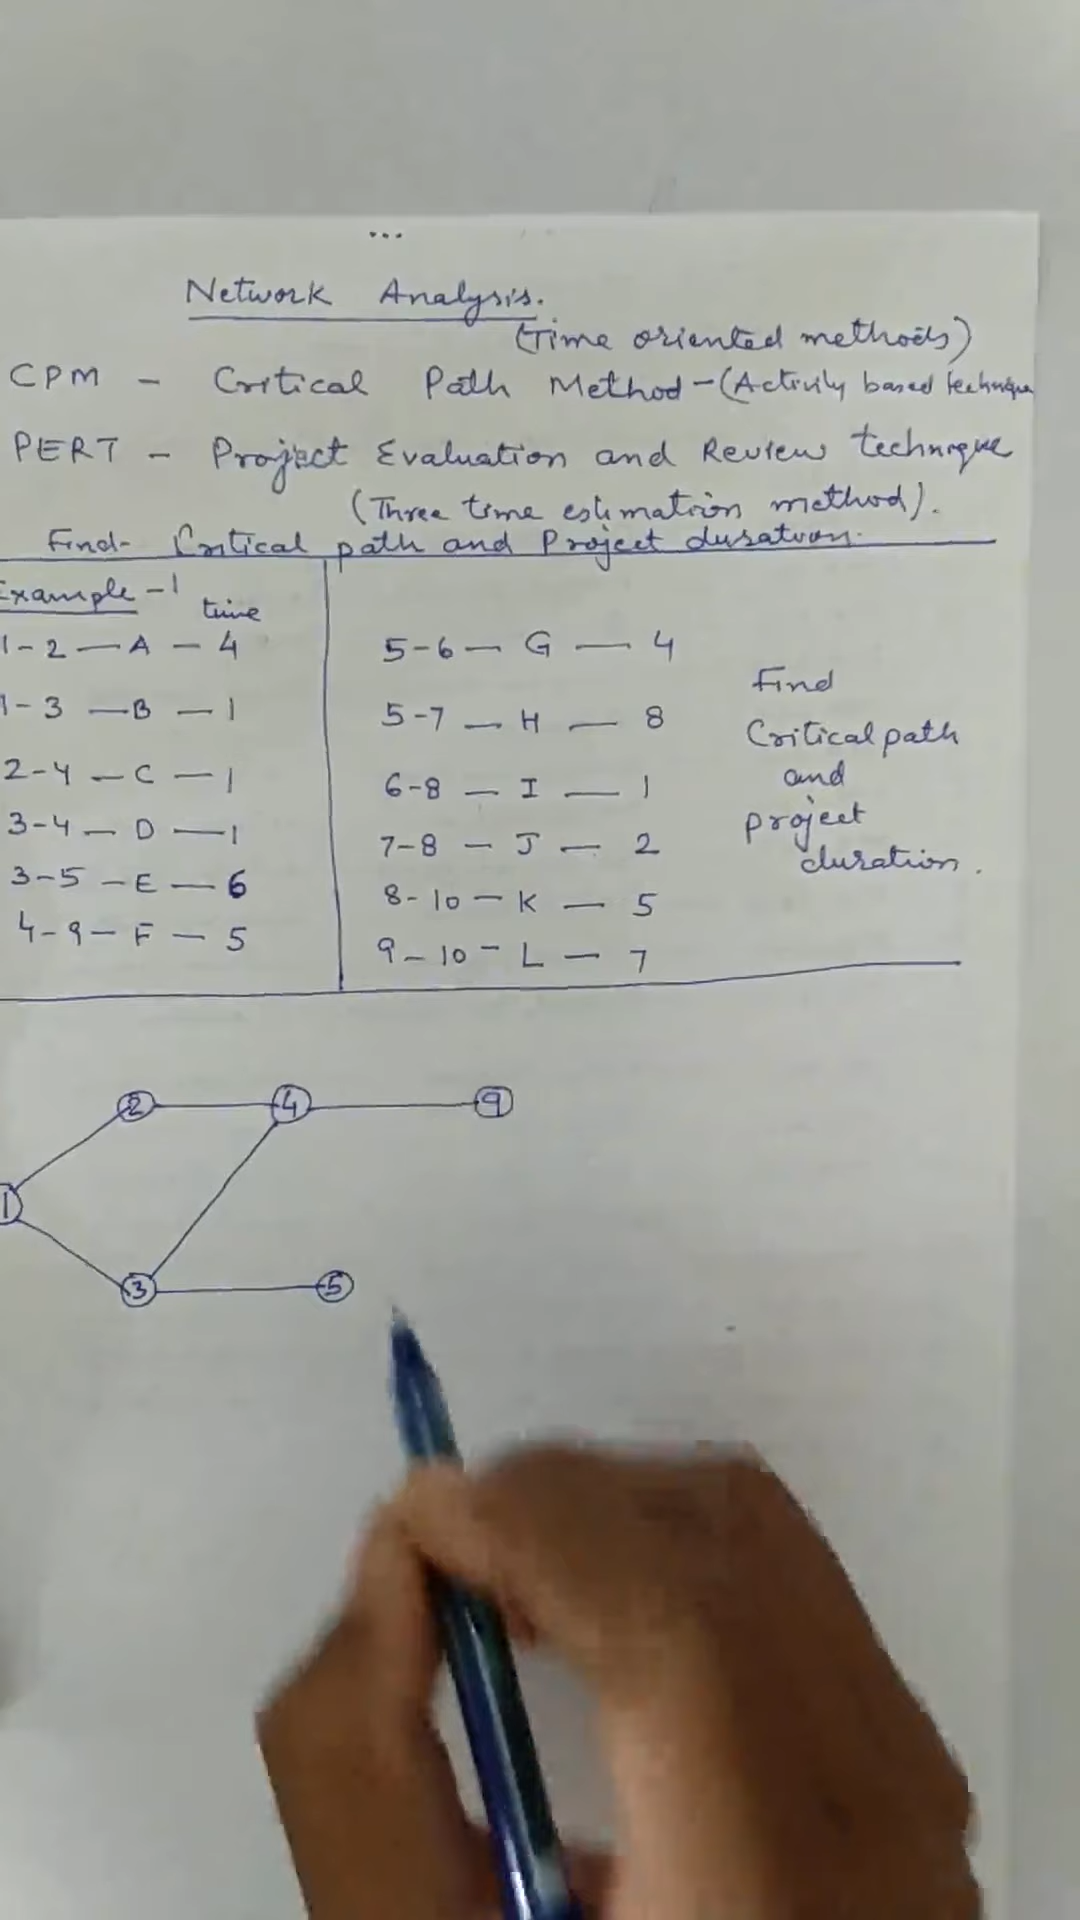 Network Analysis.
(Time oriented methods)
CPM - Critical Path Method - (Activity based technique
PERT - Project Evaluation and Review technique
(Three time estimation method).
Find- Critical path and Project duration.
Example - 1
time
1-2 — A — 4
1-3 — B — 1
2-4 — C — 1
3-4 — D — 1
3-5 — E — 6
4-9 — F — 5
5-6 — G — 4
5-7 — H — 8
6-8 — I — 1
7-8 — J — 2
8-10 — K — 5
9-10 — L — 7
Find
Critical path
and
project
duration.
2 4 9
1
3 5